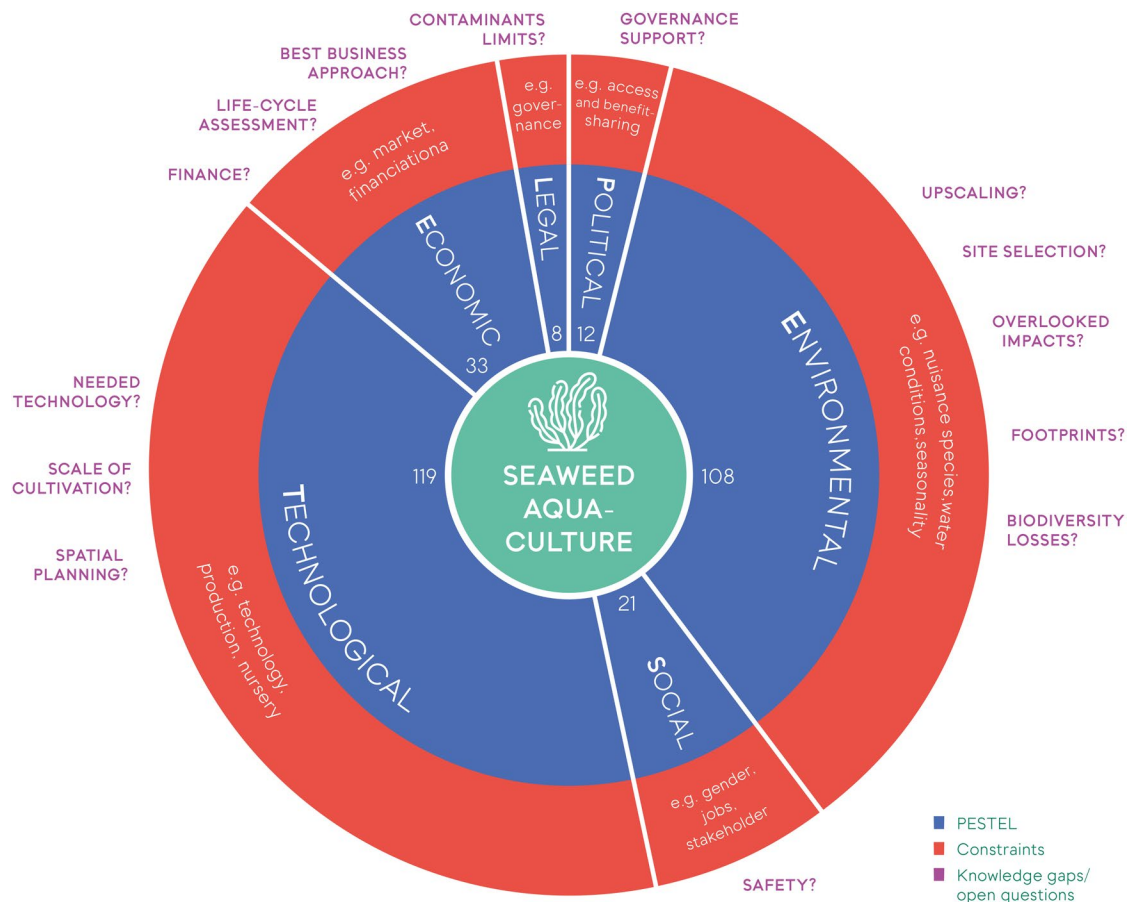 CONTAMINANTS
LIMITS?
GOVERNANCE
SUPPORT?
BEST BUSINESS
APPROACH?
LIFE-CYCLE
ASSESSMENT?
FINANCE?
e.g.
gover-
nance
e.g. access
and benefit-
sharing
e.g. market,
financiationa
LEGAL
8
POLITICAL
12
ECONOMIC
33
UPSCALING?
SITE SELECTION?
OVERLOOKED
IMPACTS?
FOOTPRINTS?
BIODIVERSITY
LOSSES?
e.g. nuisance species,water
conditions,seasonality
ENVIRONMENTAL
108
SEAWEED
AQUA-
CULTURE
119
TECHNOLOGICAL
NEEDED
TECHNOLOGY?
SCALE OF
CULTIVATION?
SPATIAL
PLANNING?
e.g. technology,
production, nursery
21
SOCIAL
e.g. gender,
jobs,
stakeholder
SAFETY?
PESTEL
Constraints
Knowledge gaps/
open questions